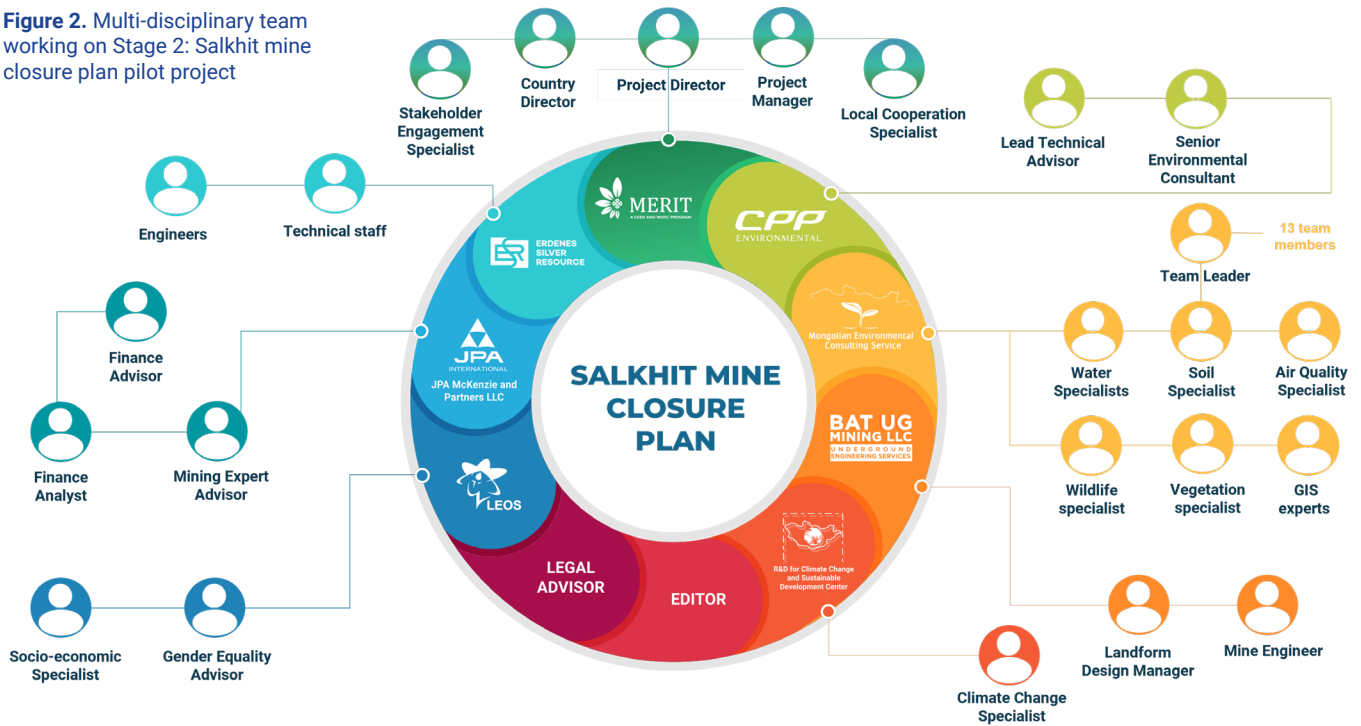 Figure 2. Multi-disciplinary team
working on Stage 2: Salkhit mine
closure plan pilot project
Stakeholder
Engagement
Specialist
Country
Director
Project Director
Project
Manager
Local Cooperation
Specialist
Lead Technical
Advisor
Senior
Environmental
Consultant
Engineers
Technical staff
Team Leader
13 team
members
Water
Specialists
Soil
Specialist
Air Quality
Specialist
Wildlife
specialist
Vegetation
specialist
GIS
experts
Finance
Advisor
Finance
Analyst
Mining Expert
Advisor
Socio-economic
Specialist
Gender Equality
Advisor
Landform
Design Manager
Mine Engineer
Climate Change
Specialist
MERIT
A CESO AND WUSC PROGRAM
CPP
ENVIRONMENTAL
Mongolian Environmental
Consulting Service
BAT UG
MINING LLC
UNDERGROUND
ENGINEERING SERVICES
R&D for Climate Change
and Sustainable
Development Center
EDITOR
LEGAL
ADVISOR
LEOS
JPA
INTERNATIONAL
JPA McKenzie and
Partners LLC
ESR
ERDENES
SILVER
RESOURCE
SALKHIT MINE
CLOSURE
PLAN